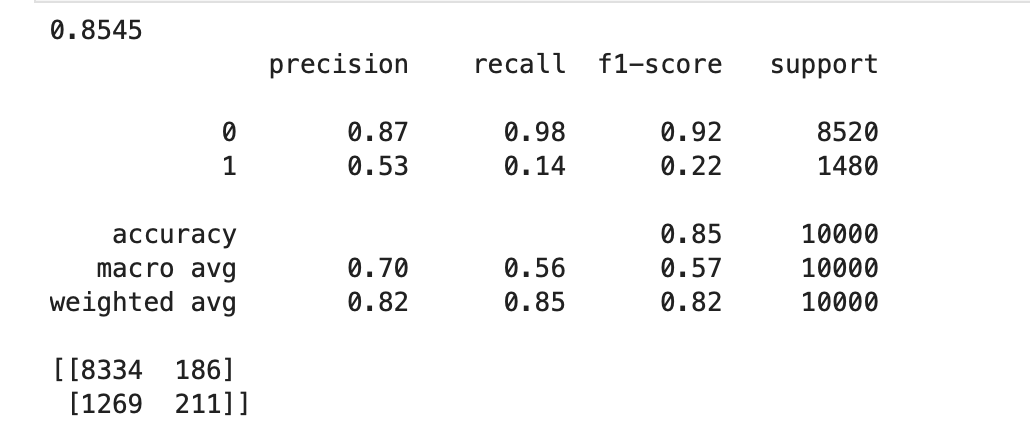 0.8545
precision recall f1-score support
0 0.87 0.98 0.92 8520
1 0.53 0.14 0.22 1480
accuracy 0.85 10000
macro avg 0.70 0.56 0.57 10000
weighted avg 0.82 0.85 0.82 10000
[[8334 186]
[1269 211]]